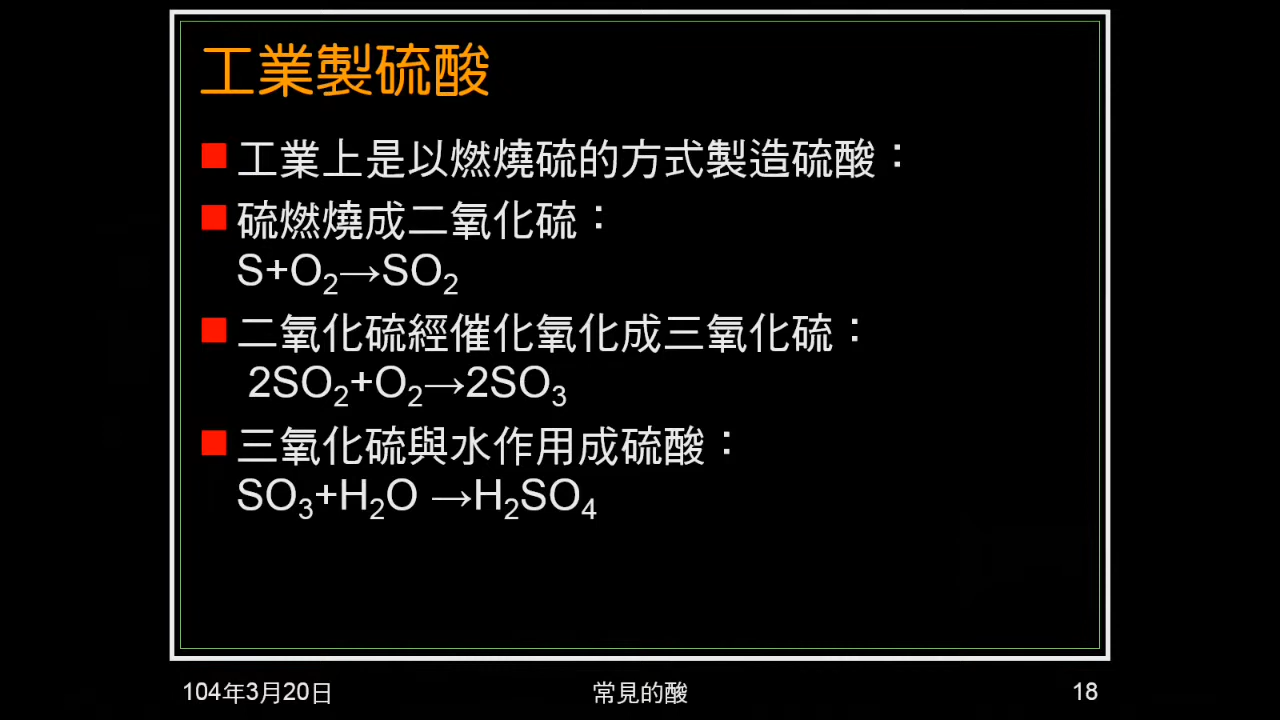 工業製硫酸
工業上是以燃燒硫的方式製造硫酸：
硫燃燒成二氧化硫：
S+O₂→SO₂
二氧化硫經催化氧化成三氧化硫：
2SO₂+O₂→2SO₃
三氧化硫與水作用成硫酸：
SO₃+H₂O →H₂SO₄
104年3月20日 常見的酸 18